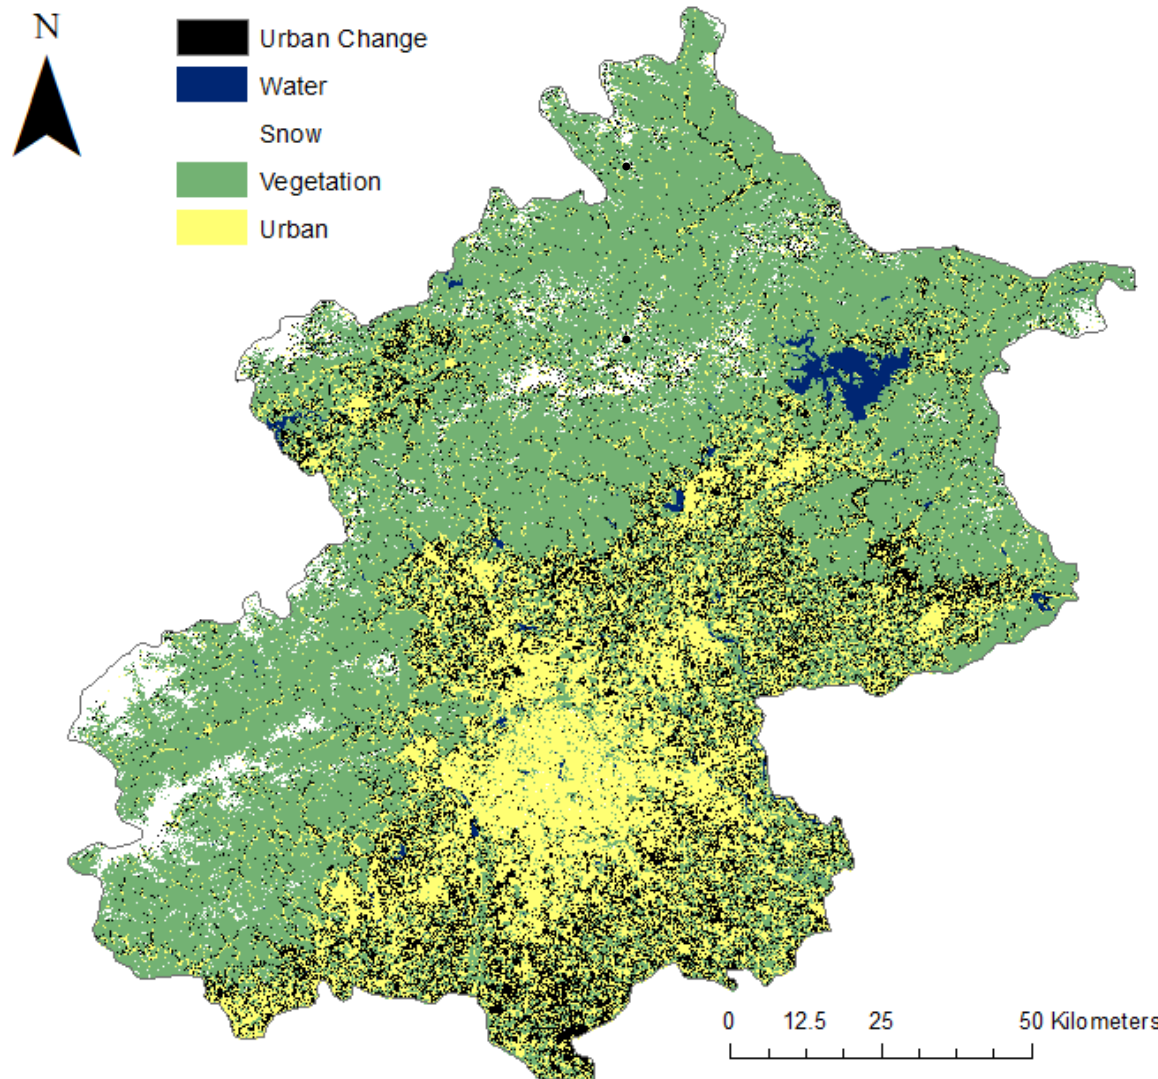 N
Urban Change
Water
Snow
Vegetation
Urban
0 12.5 25 50 Kilometers